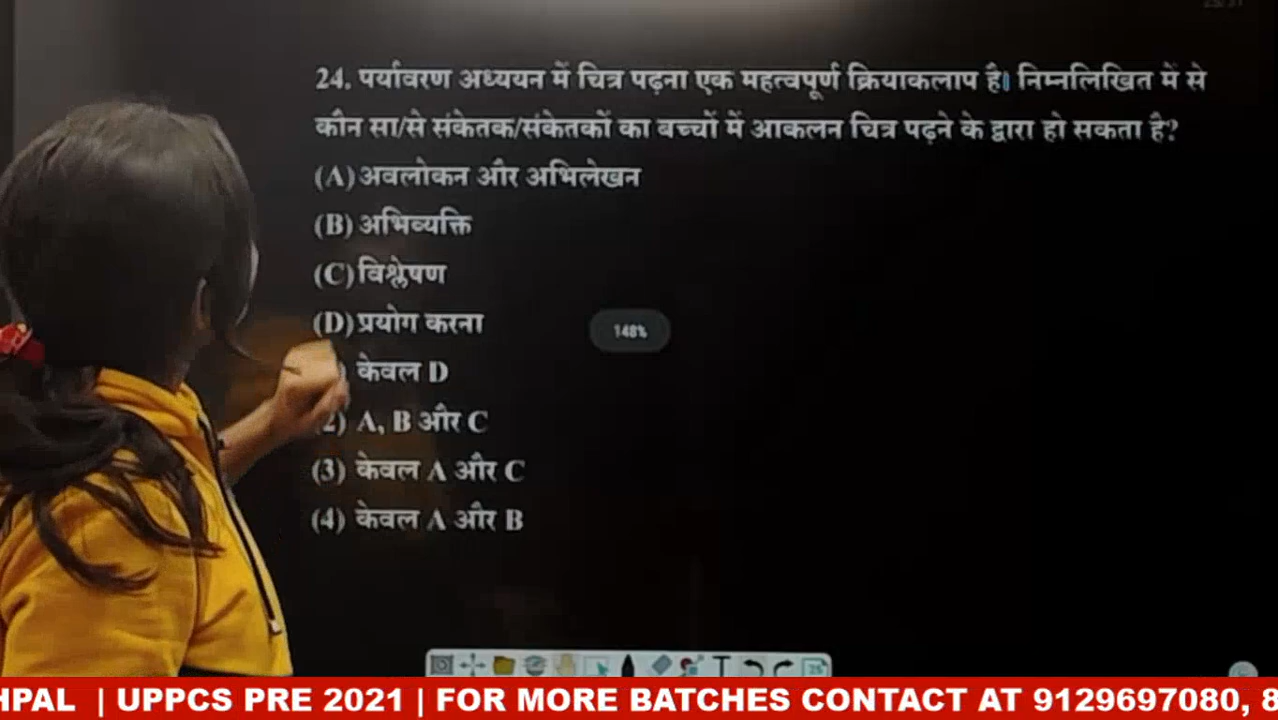 24. पर्यावरण अध्ययन में चित्र पढ़ना एक महत्वपूर्ण क्रियाकलाप है। निम्नलिखित में से
कौन सा/से संकेतक/संकेतकों का बच्चों में आकलन चित्र पढ़ने के द्वारा हो सकता है?
(A) अवलोकन और अभिलेखन
(B) अभिव्यक्ति
(C) विश्लेषण
(D) प्रयोग करना
148%
) केवल D
2) A, B और C
(3) केवल A और C
(4) केवल A और B
HPAL | UPPCS PRE 2021 | FOR MORE BATCHES CONTACT AT 9129697080, 8